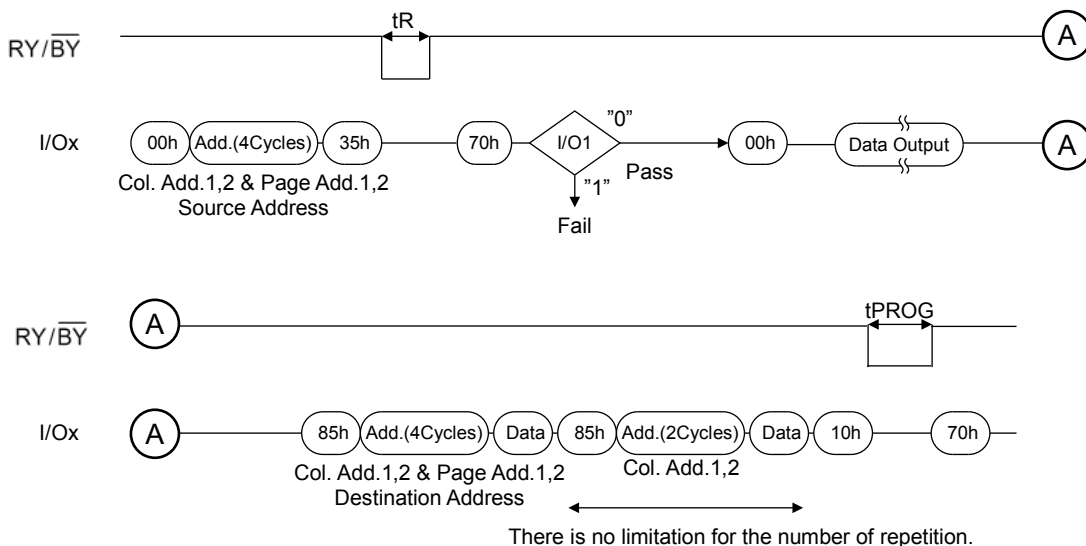 tR
RY/BY
A
"0"
I/Ox
00h
Add.(4Cycles)
35h
70h
I/O1
00h
Data Output
A
Pass
"1"
Col. Add.1,2 & Page Add.1,2
Source Address
Fail
A
tPROG
RY/BY
I/Ox
A
85h
Add.(4Cycles)
Data
85h
Add.(2Cycles)
Data
10h
70h
Col. Add.1,2 & Page Add.1,2
Destination Address
Col. Add.1,2
There is no limitation for the number of repetition.